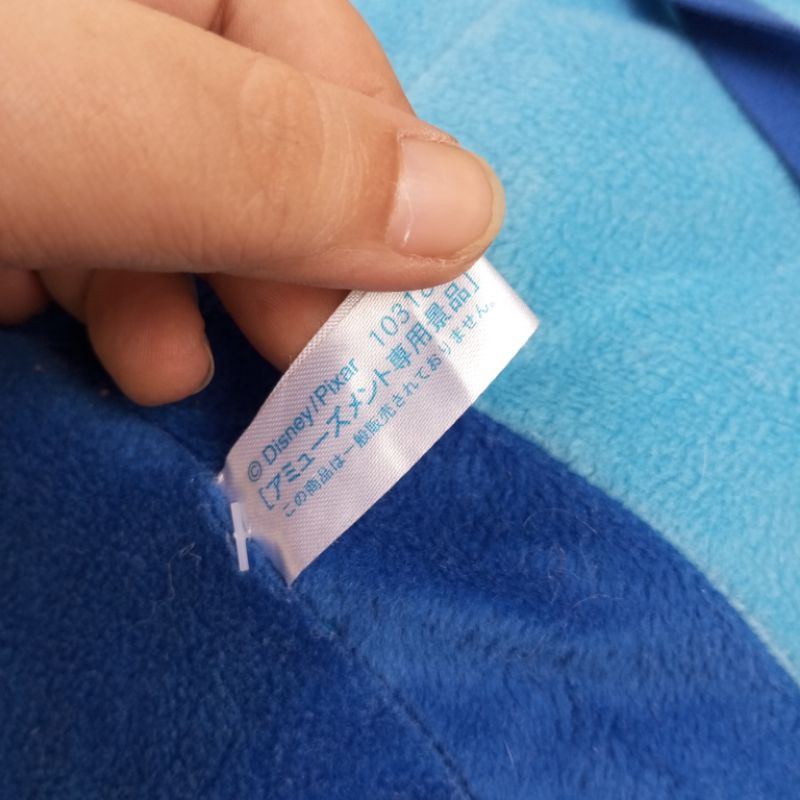 © Disney/Pixar 1031
[アミューズメント専用景品]
この商品は一般販売されておりません。